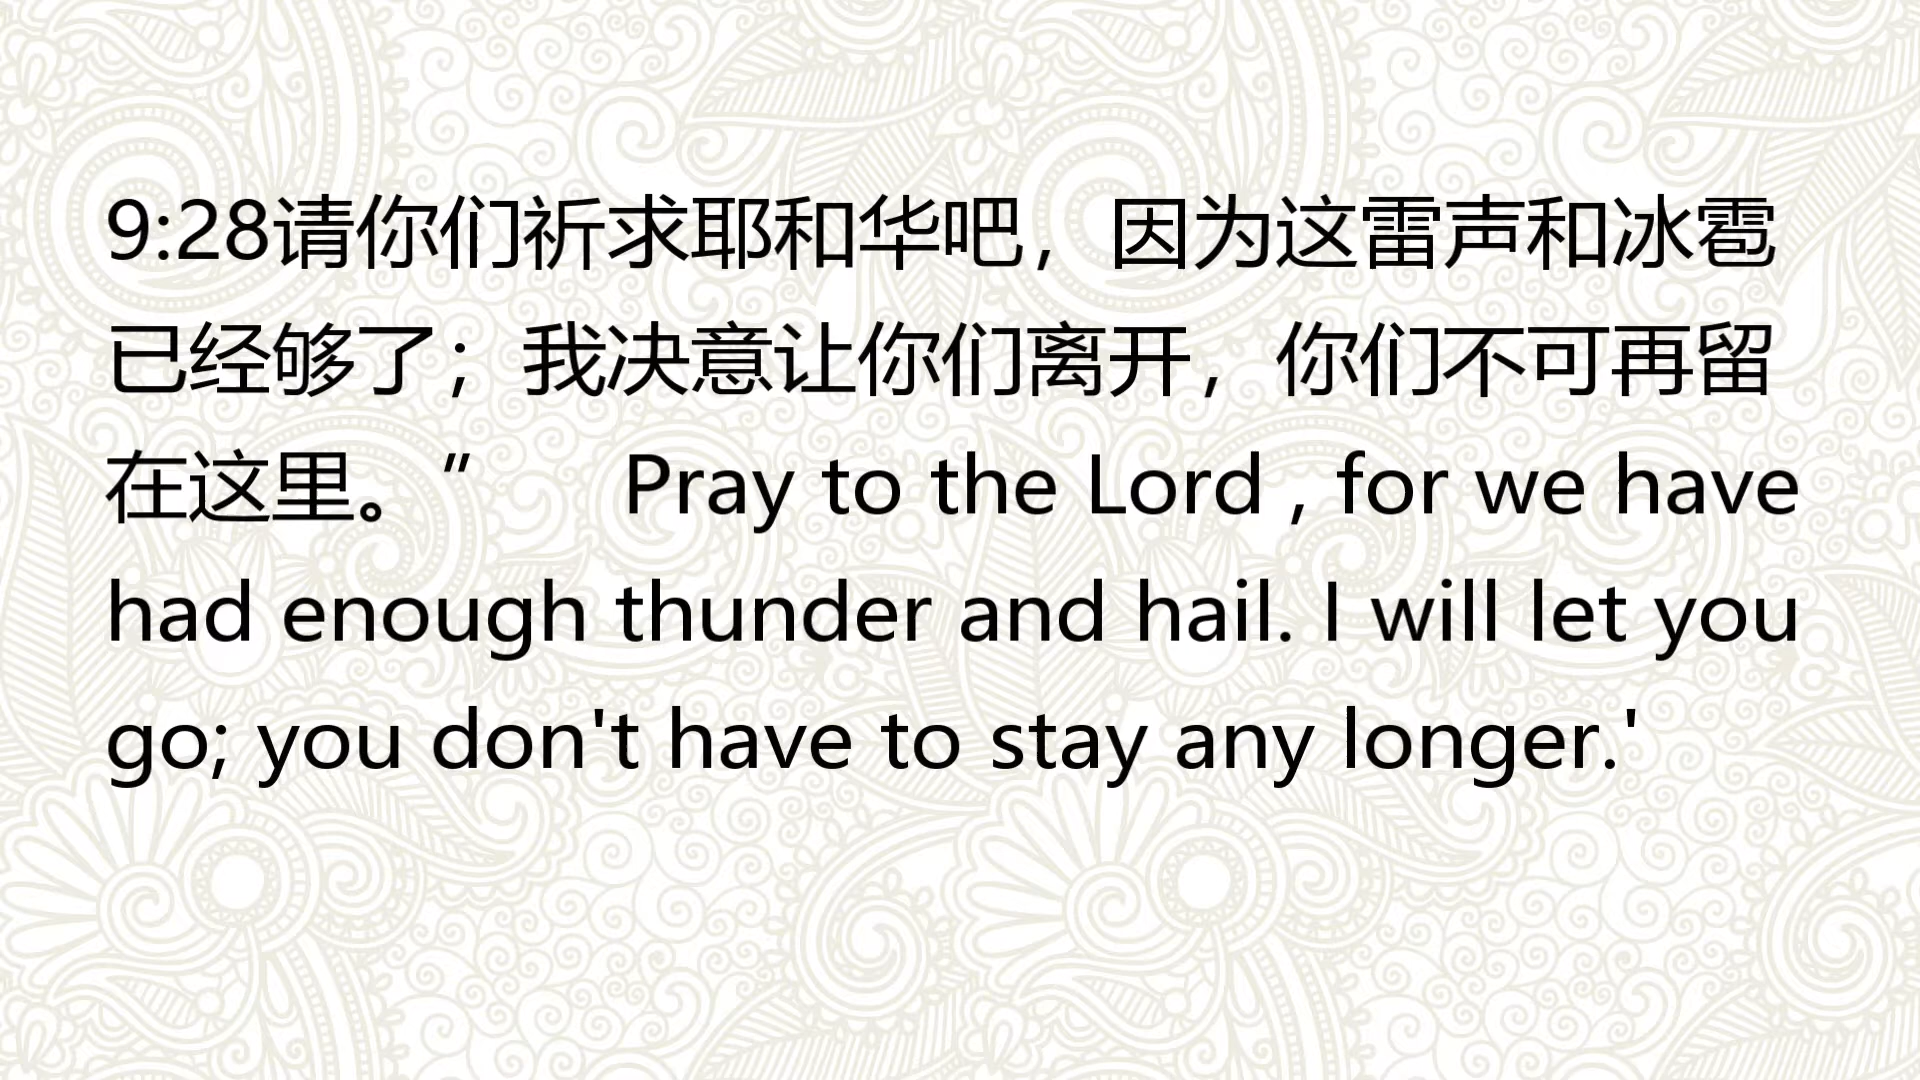 9:28请你们祈求耶和华吧，因为这雷声和冰雹
已经够了；我决意让你们离开，你们不可再留
在这里。” Pray to the Lord , for we have
had enough thunder and hail. I will let you
go; you don't have to stay any longer.'